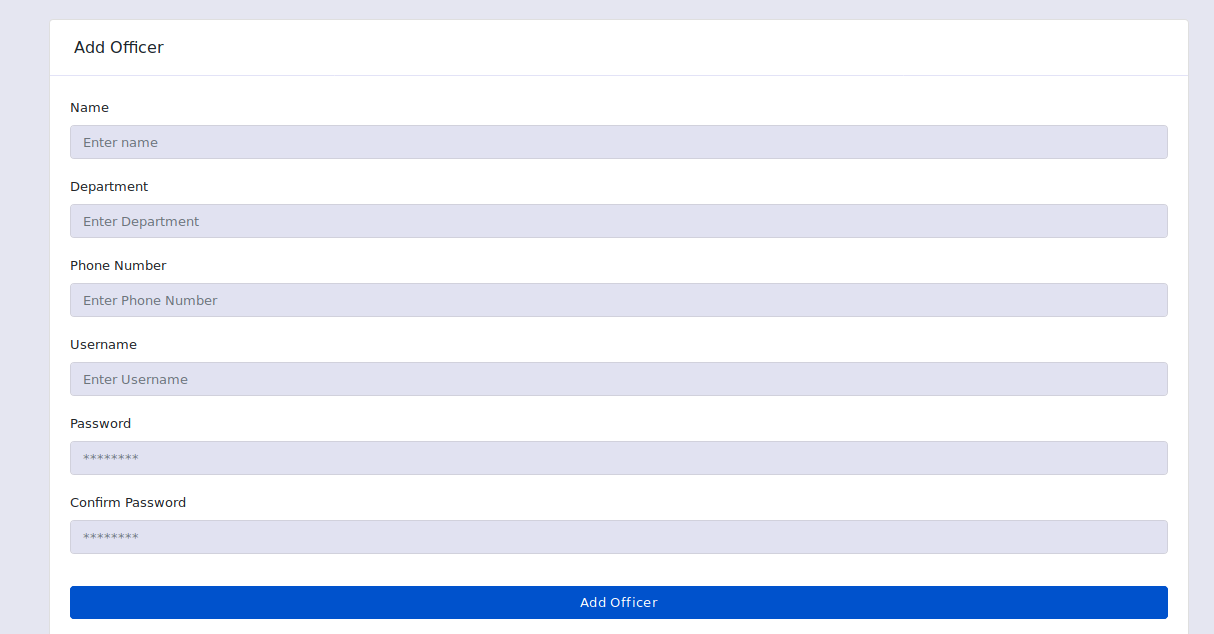 Add Officer
Name
Enter name
Department
Enter Department
Phone Number
Enter Phone Number
Username
Enter Username
Password
********
Confirm Password
********
Add Officer